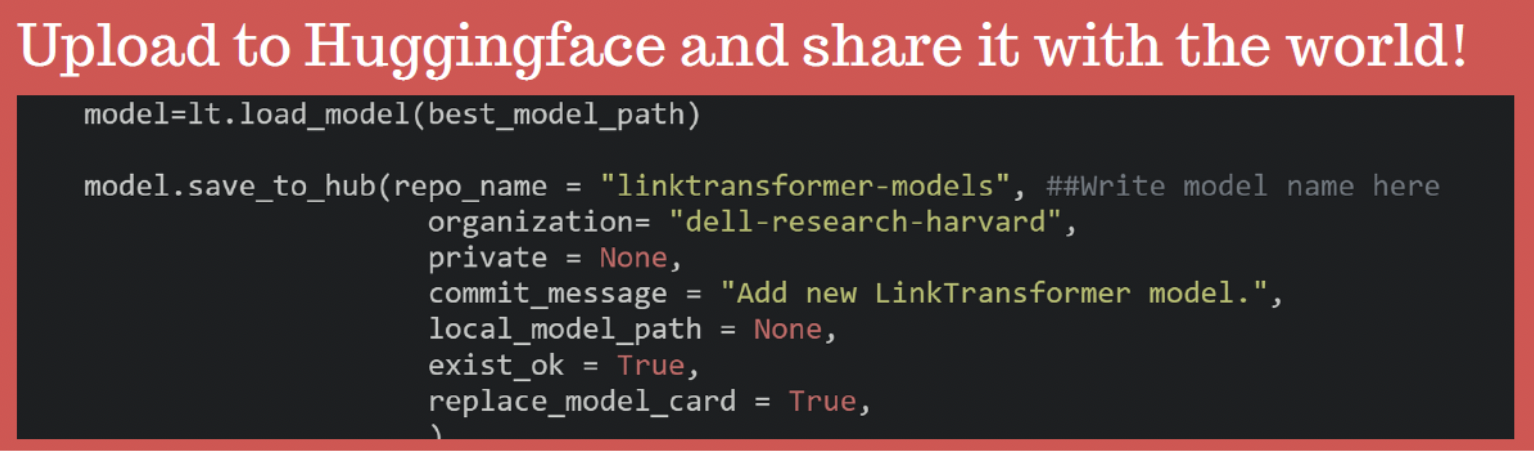 Upload to Huggingface and share it with the world!
model=lt.load_model(best_model_path)
model.save_to_hub(repo_name = "linktransformer-models", ##Write model name here
organization= "dell-research-harvard",
private = None,
commit_message = "Add new LinkTransformer model.",
local_model_path = None,
exist_ok = True,
replace_model_card = True,
)